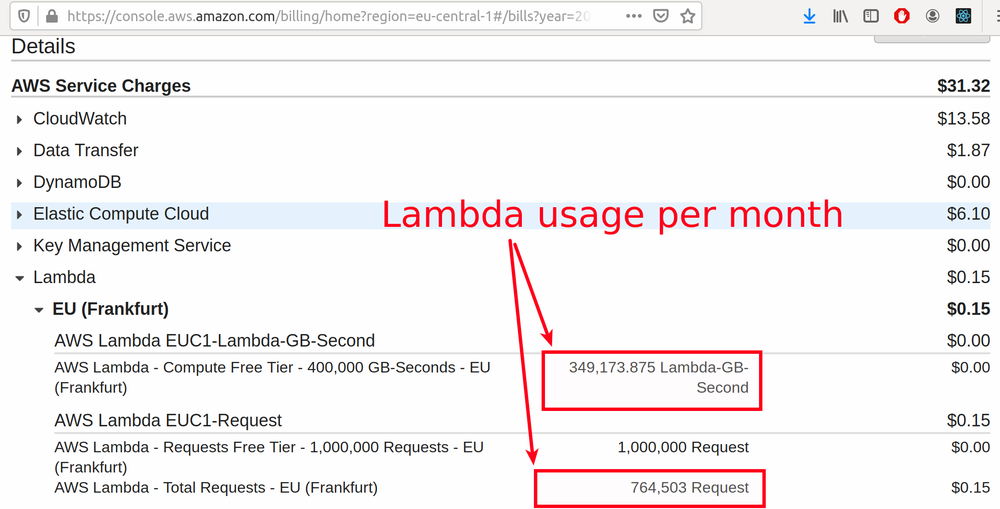 https://console.aws.amazon.com/billing/home?region=eu-central-1#/bills?year=20
Details
AWS Service Charges $31.32
CloudWatch $13.58
Data Transfer $1.87
DynamoDB $0.00
Elastic Compute Cloud $6.10
Lambda usage per month
Key Management Service $0.00
Lambda $0.15
EU (Frankfurt) $0.15
AWS Lambda EUC1-Lambda-GB-Second $0.00
AWS Lambda - Compute Free Tier - 400,000 GB-Seconds - EU 349,173.875 Lambda-GB- $0.00
(Frankfurt) Second
AWS Lambda EUC1-Request $0.15
AWS Lambda - Requests Free Tier - 1,000,000 Requests - EU 1,000,000 Request $0.00
(Frankfurt)
AWS Lambda - Total Requests - EU (Frankfurt) 764,503 Request $0.15